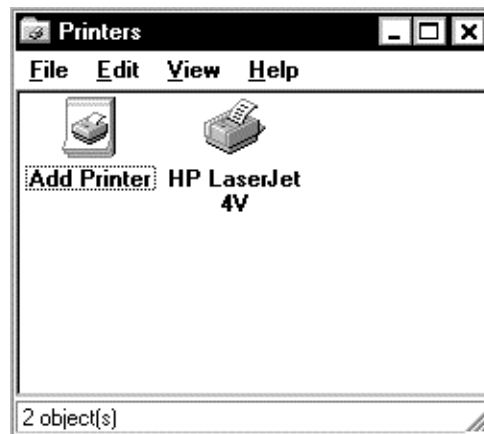 Printers
File Edit View Help
Add Printer HP LaserJet
4V
2 object(s)